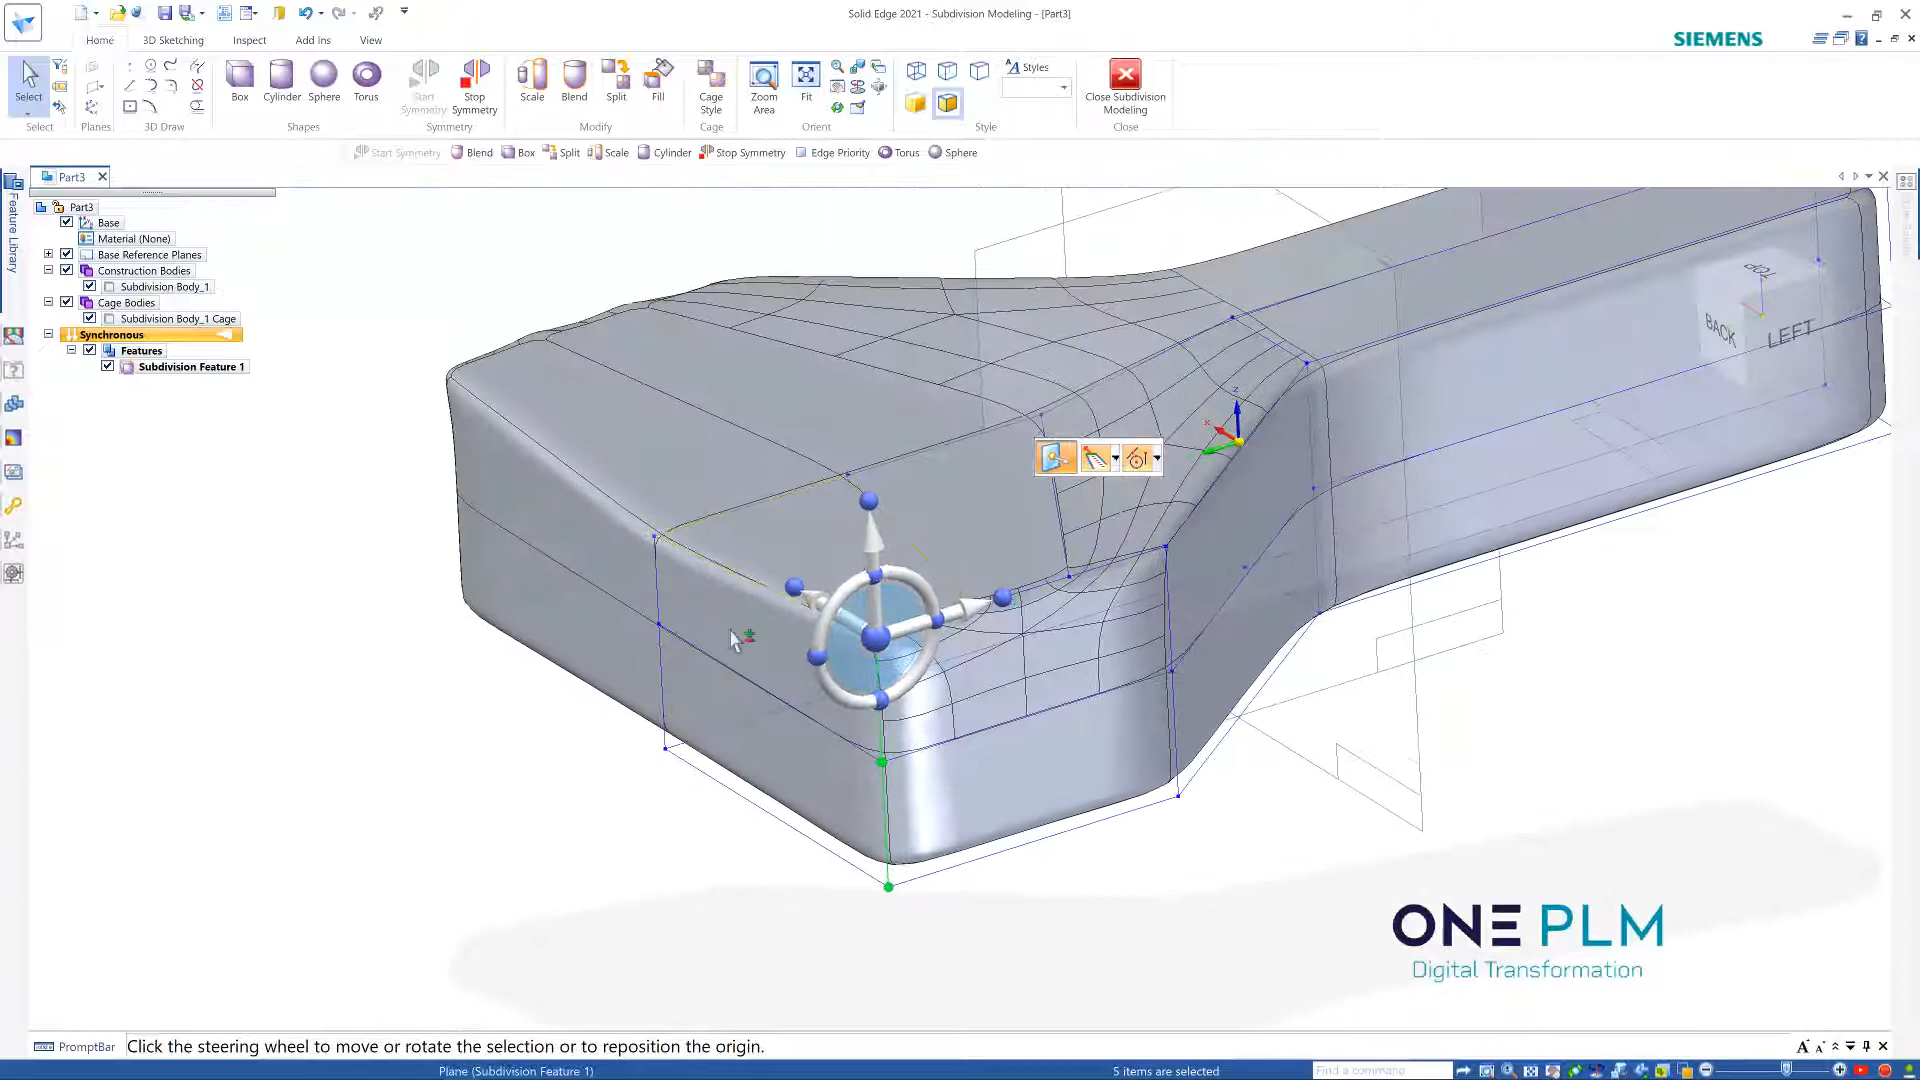 Solid Edge 2021 - Subdivision Modeling - [Part3]
Home 3D Sketching Inspect Add Ins View
SIEMENS
Select
Box Cylinder Sphere Torus
Start Symmetry
Stop Symmetry
Scale Blend Split Fill
Cage Style
Zoom Area
Fit
Styles
Close Subdivision Modeling
Select Planes 3D Draw Shapes Symmetry Modify Cage Orient Style Close
Start Symmetry Blend Box Split Scale Cylinder Stop Symmetry Edge Priority Torus Sphere
Part3
Feature Library
Part3
Base
Material (None)
Base Reference Planes
Construction Bodies
Subdivision Body_1
Cage Bodies
Subdivision Body_1 Cage
Synchronous
Features
Subdivision Feature 1
TOP
BACK
LEFT
Z
X
ONE PLM
Digital Transformation
PromptBar
Click the steering wheel to move or rotate the selection or to reposition the origin.
Plane (Subdivision Feature 1)
5 items are selected
Find a command